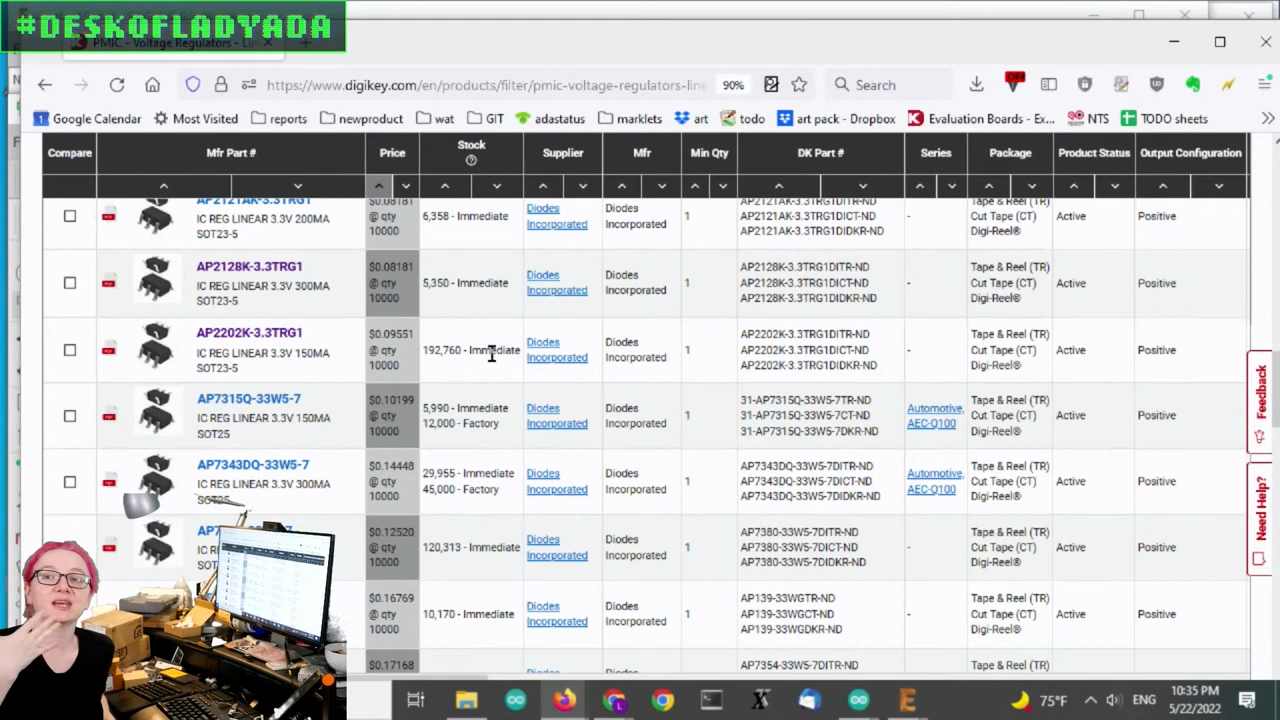 #DESKOFLADYADA
PMIC - Voltage Regulators - Lin
https://www.digikey.com/en/products/filter/pmic-voltage-regulators-line
90%
Search
Google Calendar
Most Visited
reports
newproduct
wat
GIT
adastatus
marklets
art
todo
art pack - Dropbox
Evaluation Boards - Ex...
NTS
TODO sheets
Compare
Mfr Part #
Price
Stock
Supplier
Mfr
Min Qty
DK Part #
Series
Package
Product Status
Output Configuration
AP2121AK-3.3TRG1
IC REG LINEAR 3.3V 200MA
SOT23-5
$0.08181
@ qty
10000
6,358 - Immediate
Diodes
Incorporated
Diodes
Incorporated
1
AP2121AK-3.3TRG1DITR-ND
AP2121AK-3.3TRG1DICT-ND
AP2121AK-3.3TRG1DIDKR-ND
-
Tape & Reel (TR)
Cut Tape (CT)
Digi-Reel®
Active
Positive
AP2128K-3.3TRG1
IC REG LINEAR 3.3V 300MA
SOT23-5
$0.08181
@ qty
10000
5,350 - Immediate
Diodes
Incorporated
Diodes
Incorporated
1
AP2128K-3.3TRG1DITR-ND
AP2128K-3.3TRG1DICT-ND
AP2128K-3.3TRG1DIDKR-ND
-
Tape & Reel (TR)
Cut Tape (CT)
Digi-Reel®
Active
Positive
AP2202K-3.3TRG1
IC REG LINEAR 3.3V 150MA
SOT23-5
$0.09551
@ qty
10000
192,760 - Immediate
Diodes
Incorporated
Diodes
Incorporated
1
AP2202K-3.3TRG1DITR-ND
AP2202K-3.3TRG1DICT-ND
AP2202K-3.3TRG1DIDKR-ND
-
Tape & Reel (TR)
Cut Tape (CT)
Digi-Reel®
Active
Positive
AP7315Q-33W5-7
IC REG LINEAR 3.3V 150MA
SOT25
$0.10199
@ qty
10000
5,990 - Immediate
12,000 - Factory
Diodes
Incorporated
Diodes
Incorporated
1
31-AP7315Q-33W5-7TR-ND
31-AP7315Q-33W5-7CT-ND
31-AP7315Q-33W5-7DKR-ND
Automotive,
AEC-Q100
Tape & Reel (TR)
Cut Tape (CT)
Digi-Reel®
Active
Positive
AP7343DQ-33W5-7
IC REG LINEAR 3.3V 300MA
SOT25
$0.14448
@ qty
10000
29,955 - Immediate
45,000 - Factory
Diodes
Incorporated
Diodes
Incorporated
1
AP7343DQ-33W5-7DITR-ND
AP7343DQ-33W5-7DICT-ND
AP7343DQ-33W5-7DIDKR-ND
Automotive,
AEC-Q100
Tape & Reel (TR)
Cut Tape (CT)
Digi-Reel®
Active
Positive
$0.12520
@ qty
10000
120,313 - Immediate
Diodes
Incorporated
Diodes
Incorporated
1
AP7380-33W5-7DITR-ND
AP7380-33W5-7DICT-ND
AP7380-33W5-7DIDKR-ND
-
Tape & Reel (TR)
Cut Tape (CT)
Digi-Reel®
Active
Positive
$0.16769
@ qty
10000
10,170 - Immediate
Diodes
Incorporated
Diodes
Incorporated
1
AP139-33WGTR-ND
AP139-33WGCT-ND
AP139-33WGDKR-ND
-
Tape & Reel (TR)
Cut Tape (CT)
Digi-Reel®
Active
Positive
$0.17168
Diodes
AP7354-33W5-7DITR-ND
Tape & Reel (TR)
Feedback
Need Help?
75°F
ENG
10:35 PM
5/22/2022